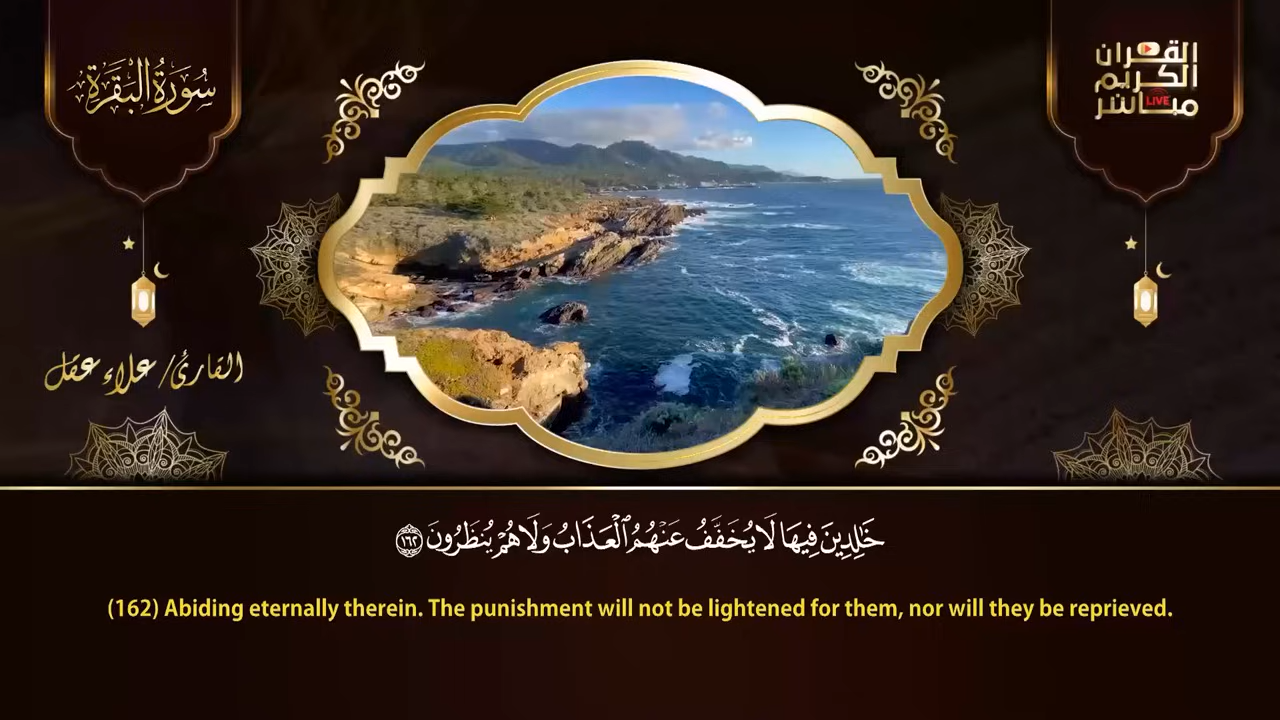 سُورَةُ البَقَرَةِ
القرآن
الكريم
مباشر
LIVE
القارئ/ علاء عقل
خَٰلِدِينَ فِيهَا لَا يُخَفَّفُ عَنْهُمُ ٱلْعَذَابُ وَلَا هُمْ يُنظَرُونَ ١٦٢
(162) Abiding eternally therein. The punishment will not be lightened for them, nor will they be reprieved.